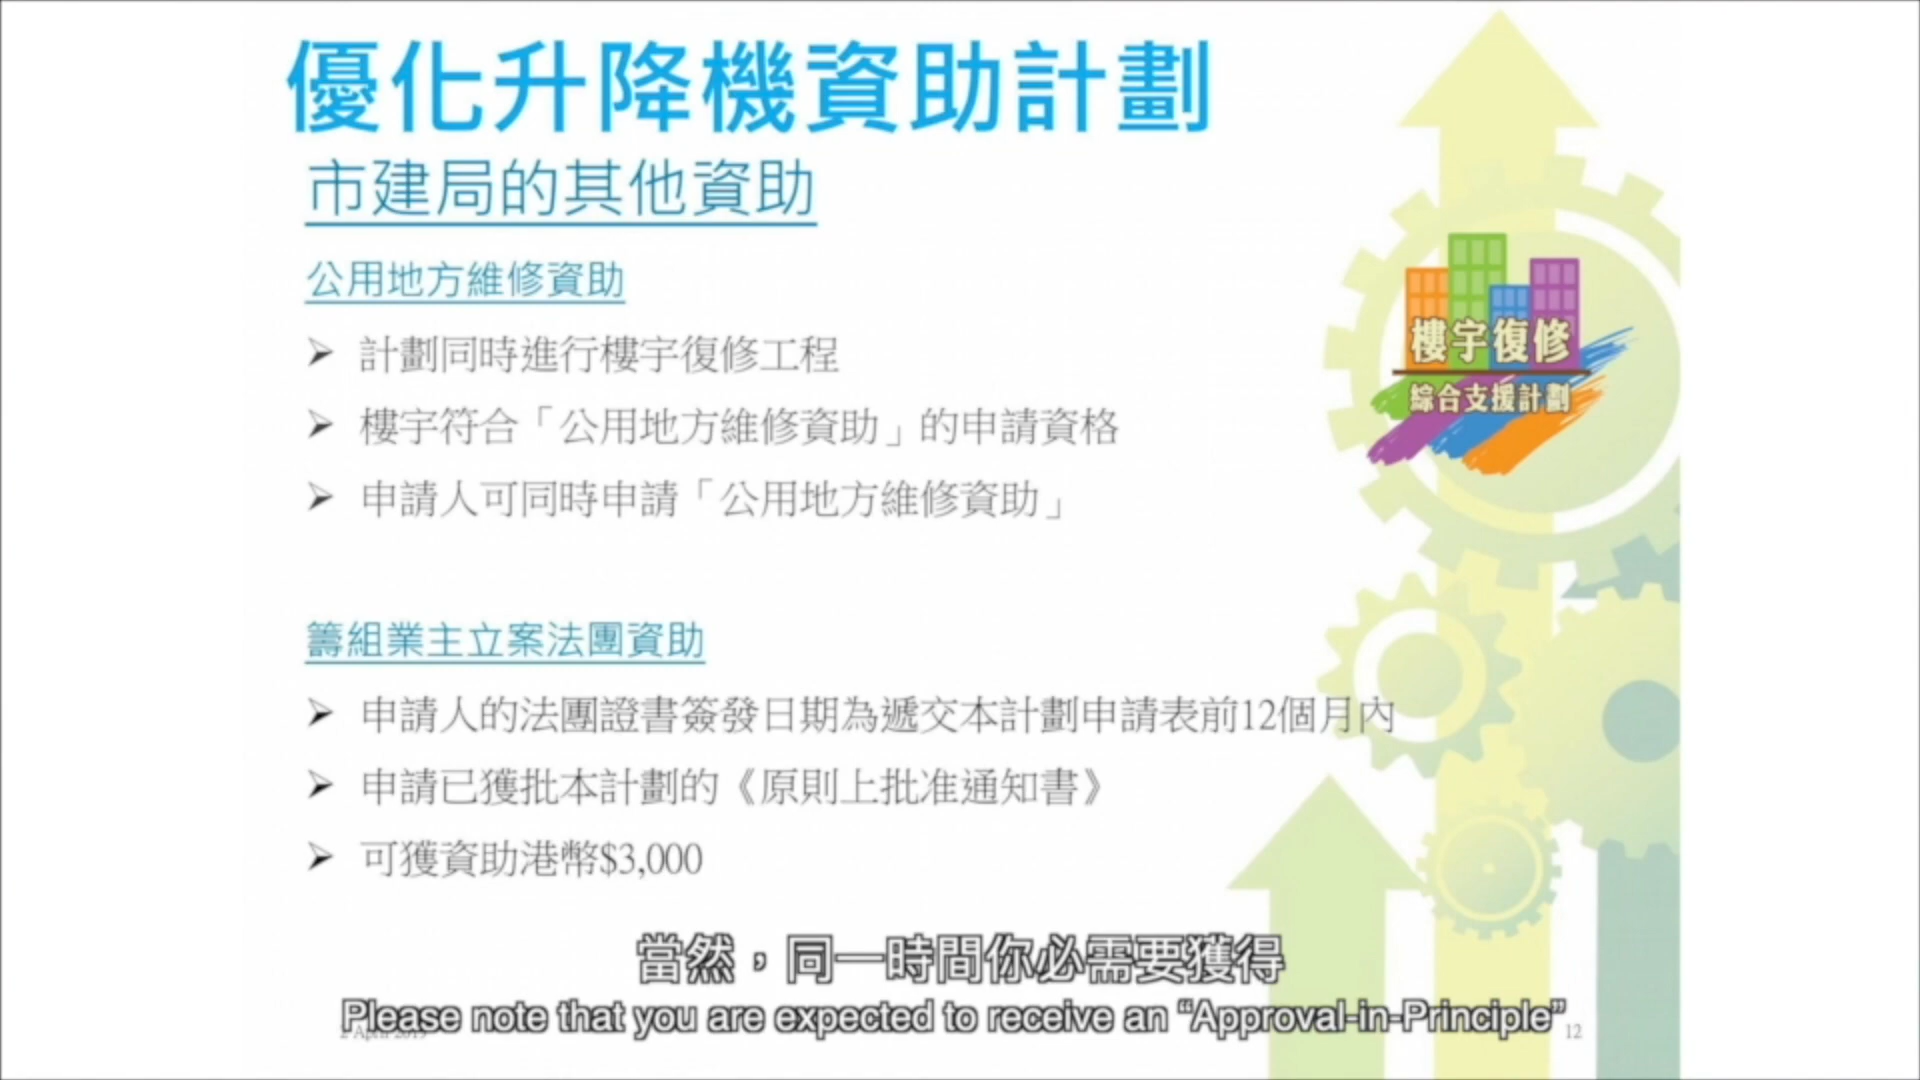 優化升降機資助計劃
市建局的其他資助
公用地方維修資助
計劃同時進行樓宇復修工程
樓宇符合「公用地方維修資助」的申請資格
申請人可同時申請「公用地方維修資助」
樓宇復修
綜合支援計劃
籌組業主立案法團資助
申請人的法團證書簽發日期為遞交本計劃申請表前12個月內
申請已獲批本計劃的《原則上批准通知書》
可獲資助港幣$3,000
當然，同一時間你必需要獲得
Please note that you are expected to receive an “Approval-in-Principle”
2 April 2019
12